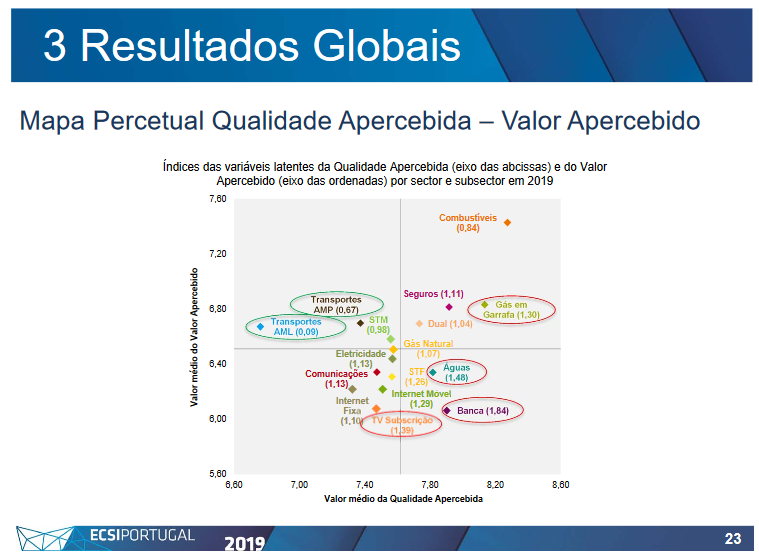 3 Resultados Globais
Mapa Percetual Qualidade Apercebida – Valor Apercebido
Índices das variáveis latentes da Qualidade Apercebida (eixo das abcissas) e do Valor
Apercebido (eixo das ordenadas) por sector e subsector em 2019
Valor médio do Valor Apercebido
7,60
7,20
6,80
6,40
6,00
5,60
Combustíveis
(0,84)
Seguros (1,11)
Gás em
Garrafa (1,30)
Transportes
AMP (0,67)
Transportes
AML (0,09)
STM
(0,98)
Dual (1,04)
Gás Natural
(1,07)
Eletricidade
(1,13)
Comunicações
(1,13)
STF
(1,26)
Águas
(1,48)
Internet Móvel
(1,29)
Internet
Fixa
(1,10)
TV Subscrição
(1,39)
Banca (1,84)
6,60
7,00
7,40
7,80
8,20
8,60
Valor médio da Qualidade Apercebida
ECSIPORTUGAL
2019
23